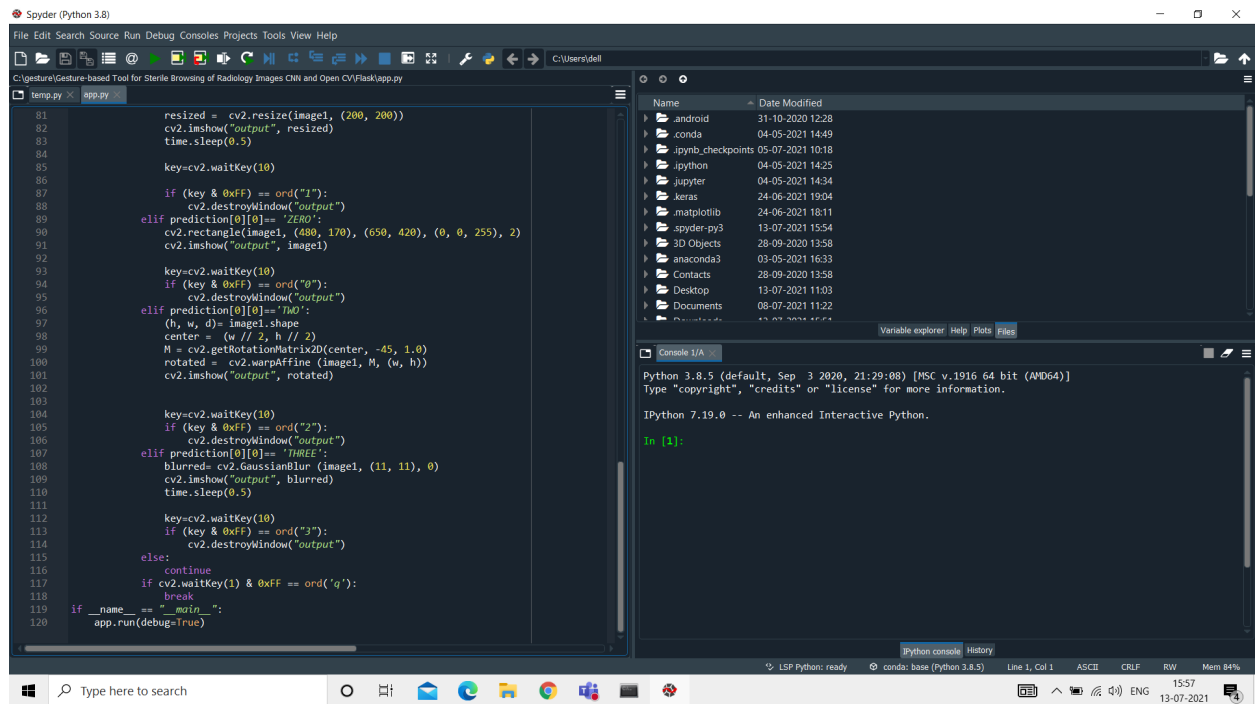 Spyder (Python 3.8)
File Edit Search Source Run Debug Consoles Projects Tools View Help
C:\Users\dell
C:\gesture\Gesture-based Tool for Sterile Browsing of Radiology Images CNN and Open CV\Flask\app.py
temp.py
app.py
81 resized =  cv2.resize(image1, (200, 200))
82 cv2.imshow("output", resized)
83 time.sleep(0.5)
84
85 key=cv2.waitKey(10)
86
87 if (key & 0xFF) == ord("1"):
88 cv2.destroyWindow("output")
89 elif prediction[0][0]== 'ZERO':
90 cv2.rectangle(image1, (480, 170), (650, 420), (0, 0, 255), 2)
91 cv2.imshow("output", image1)
92
93 key=cv2.waitKey(10)
94 if (key & 0xFF) == ord("0"):
95 cv2.destroyWindow("output")
96 elif prediction[0][0]=='TWO':
97 (h, w, d)= image1.shape
98 center =  (w // 2, h // 2)
99 M = cv2.getRotationMatrix2D(center, -45, 1.0)
100 rotated =  cv2.warpAffine (image1, M, (w, h))
101 cv2.imshow("output", rotated)
102
103
104 key=cv2.waitKey(10)
105 if (key & 0xFF) == ord("2"):
106 cv2.destroyWindow("output")
107 elif prediction[0][0]== 'THREE':
108 blurred= cv2.GaussianBlur (image1, (11, 11), 0)
109 cv2.imshow("output", blurred)
110 time.sleep(0.5)
111
112 key=cv2.waitKey(10)
113 if (key & 0xFF) == ord("3"):
114 cv2.destroyWindow("output")
115 else:
116 continue
117 if cv2.waitKey(1) & 0xFF == ord('q'):
118 break
119 if __name__ == "__main__":
120 app.run(debug=True)
Name Date Modified
.android 31-10-2020 12:28
.conda 04-05-2021 14:49
.ipynb_checkpoints 05-07-2021 10:18
.ipython 04-05-2021 14:25
.jupyter 04-05-2021 14:34
.keras 24-06-2021 19:04
.matplotlib 24-06-2021 18:11
.spyder-py3 13-07-2021 15:54
3D Objects 28-09-2020 13:58
anaconda3 03-05-2021 16:33
Contacts 28-09-2020 13:58
Desktop 13-07-2021 11:03
Documents 08-07-2021 11:22
Variable explorer Help Plots Files
Console 1/A
Python 3.8.5 (default, Sep  3 2020, 21:29:08) [MSC v.1916 64 bit (AMD64)]
Type "copyright", "credits" or "license" for more information.
IPython 7.19.0 -- An enhanced Interactive Python.
In [1]:
IPython console History
LSP Python: ready conda: base (Python 3.8.5) Line 1, Col 1 ASCII CRLF RW Mem 84%
Type here to search
ENG
15:57
13-07-2021
4